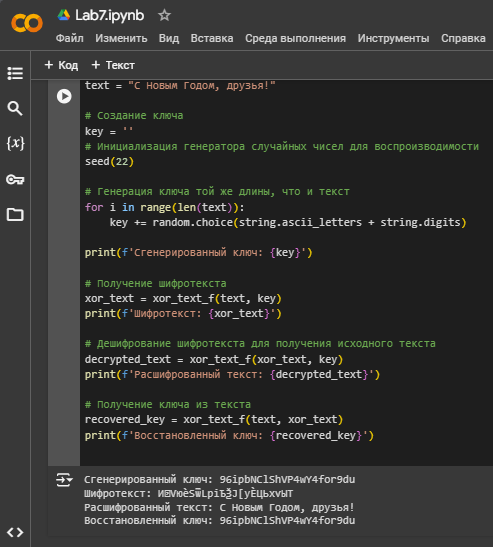 Lab7.ipynb
Файл Изменить Вид Вставка Среда выполнения Инструменты Справка
+ Код + Текст
text = "С Новым Годом, друзья!"
# Создание ключа
key = ''
# Инициализация генератора случайных чисел для воспроизводимости
seed(22)
# Генерация ключа той же длины, что и текст
for i in range(len(text)):
key += random.choice(string.ascii_letters + string.digits)
print(f'Сгенерированный ключ: {key}')
# Получение шифротекста
xor_text = xor_text_f(text, key)
print(f'Шифротекст: {xor_text}')
# Дешифрование шифротекста для получения исходного текста
decrypted_text = xor_text_f(xor_text, key)
print(f'Расшифрованный текст: {decrypted_text}')
# Получение ключа из текста
recovered_key = xor_text_f(text, xor_text)
print(f'Восстановленный ключ: {recovered_key}')
Сгенерированный ключ: 96ipbNClShVP4wY4for9du
Шифротекст:
Расшифрованный текст: С Новым Годом, друзья!
Восстановленный ключ: 96ipbNClShVP4wY4for9du